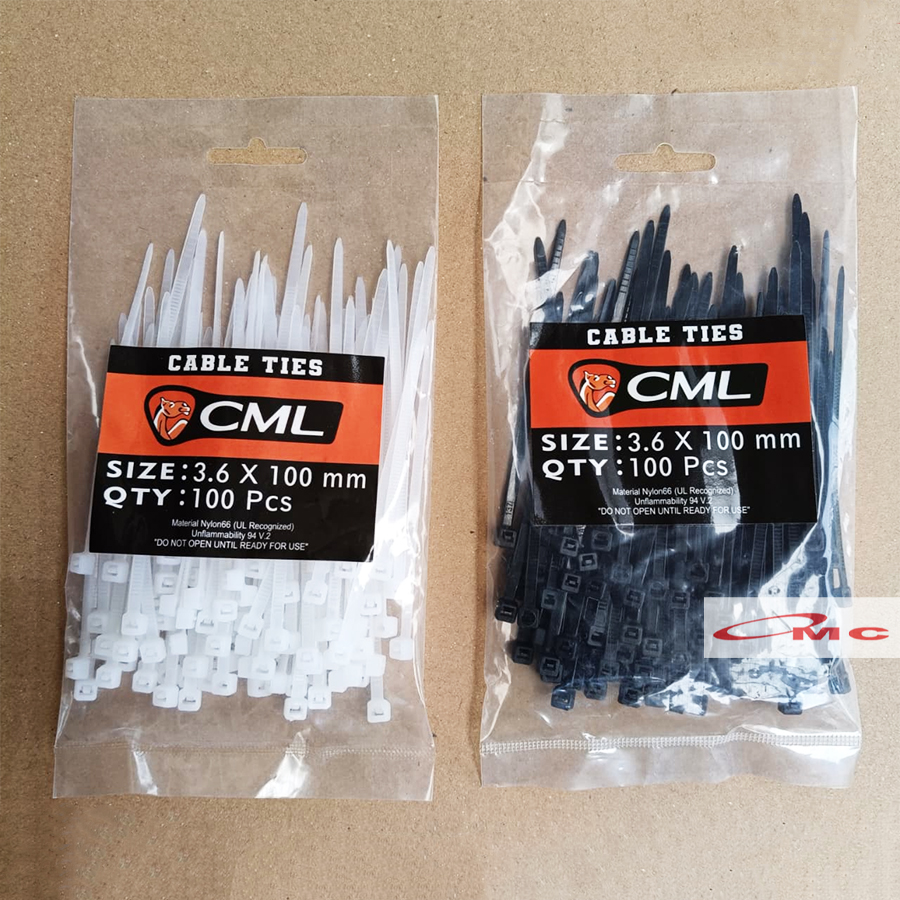 CABLE TIES
CML
SIZE : 3.6 X 100 mm
QTY : 100 Pcs
Material Nylon66 (UL Recognized)
Unflammability 94 V.2
"DO NOT OPEN UNTIL READY FOR USE"
CABLE TIES
CML
SIZE : 3.6 X 100 mm
QTY : 100 Pcs
Material Nylon66 (UL Recognized)
Unflammability 94 V.2
"DO NOT OPEN UNTIL READY FOR USE"
MC